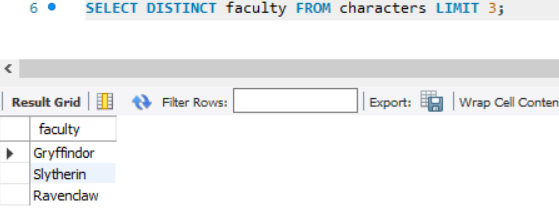 6 SELECT DISTINCT faculty FROM characters LIMIT 3;
<
Result Grid Filter Rows: Export: Wrap Cell Conten
faculty
Gryffindor
Slytherin
Ravenclaw